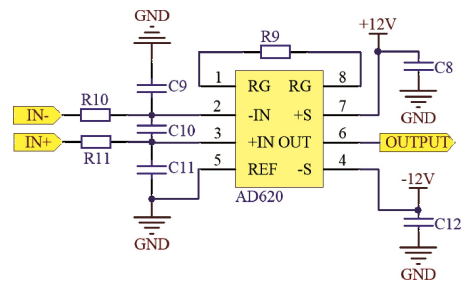 GND
+12V
R9
C9
1
RG
RG
8
C8
R10
IN-
2
-IN
+S
7
GND
C10
IN+
3
+IN
OUT
6
OUTPUT
R11
C11
5
REF
-S
4
AD620
-12V
GND
C12
GND